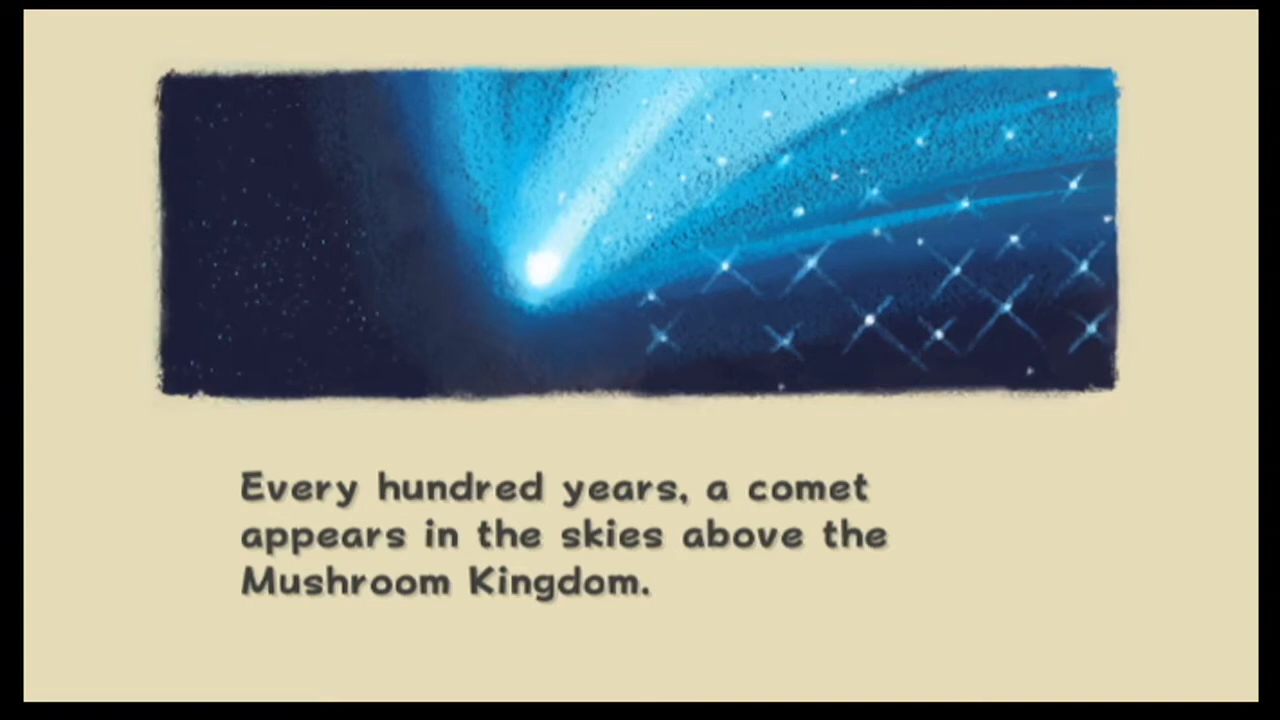 Every hundred years, a comet
appears in the skies above the
Mushroom Kingdom.